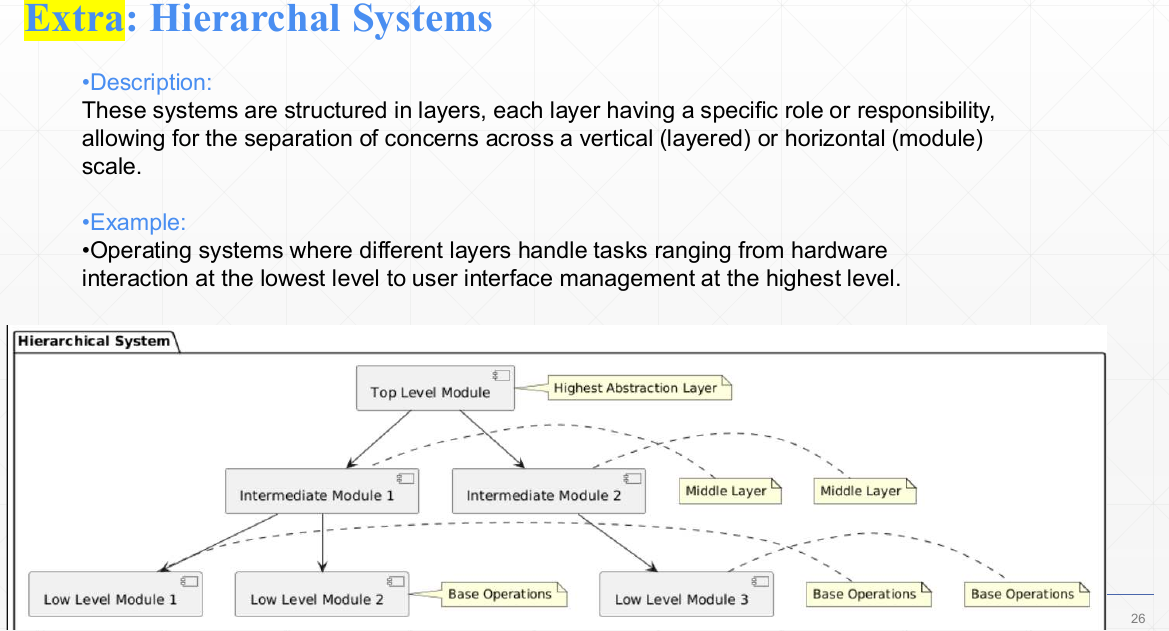 Extra: Hierarchal Systems
•Description:
These systems are structured in layers, each layer having a specific role or responsibility,
allowing for the separation of concerns across a vertical (layered) or horizontal (module)
scale.
•Example:
•Operating systems where different layers handle tasks ranging from hardware
interaction at the lowest level to user interface management at the highest level.
Hierarchical System
Top Level Module
Highest Abstraction Layer
Intermediate Module 1
Intermediate Module 2
Middle Layer
Middle Layer
Low Level Module 1
Low Level Module 2
Base Operations
Low Level Module 3
Base Operations
Base Operations
26